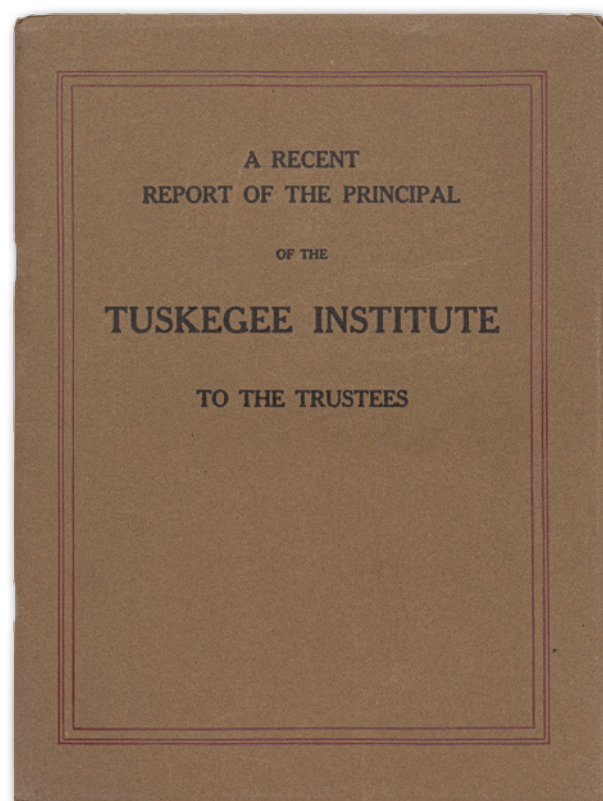 A RECENT
REPORT OF THE PRINCIPAL
OF THE
TUSKEGEE INSTITUTE
TO THE TRUSTEES